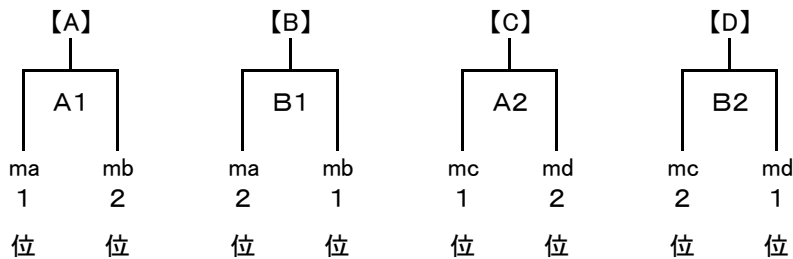 【A】 【B】 【C】 【D】
A1 B1 A2 B2
ma mb ma mb mc md mc md
1 2 2 1 1 2 2 1
位 位 位 位 位 位 位 位